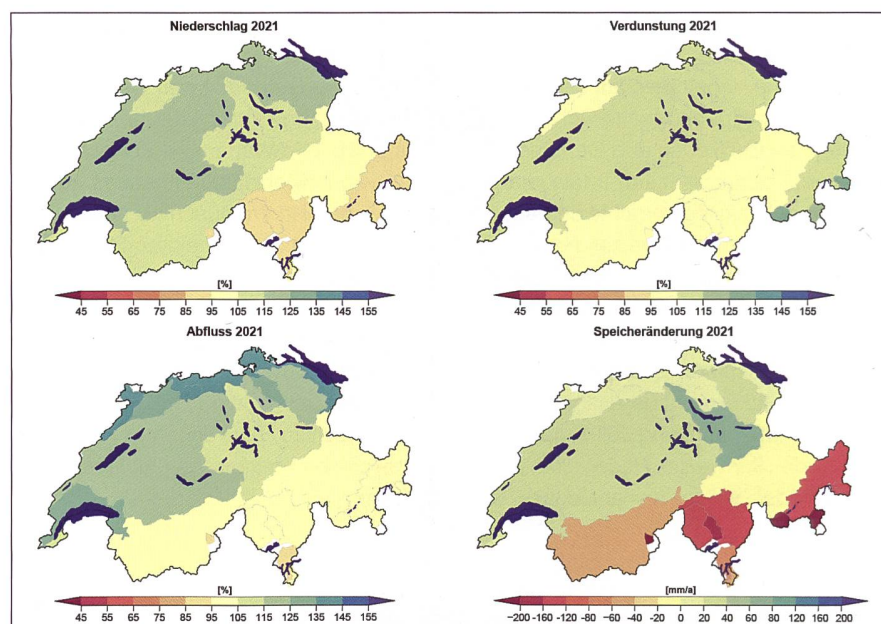 Niederschlag 2021
Verdunstung 2021
[%]
45 55 65 75 85 95 105 115 125 135 145 155
[%]
45 55 65 75 85 95 105 115 125 135 145 155
Abfluss 2021
Speicheränderung 2021
[%]
45 55 65 75 85 95 105 115 125 135 145 155
[mm/a]
−200 −160 −120 −80 −60 −40 −20 0 20 40 60 80 120 160 200